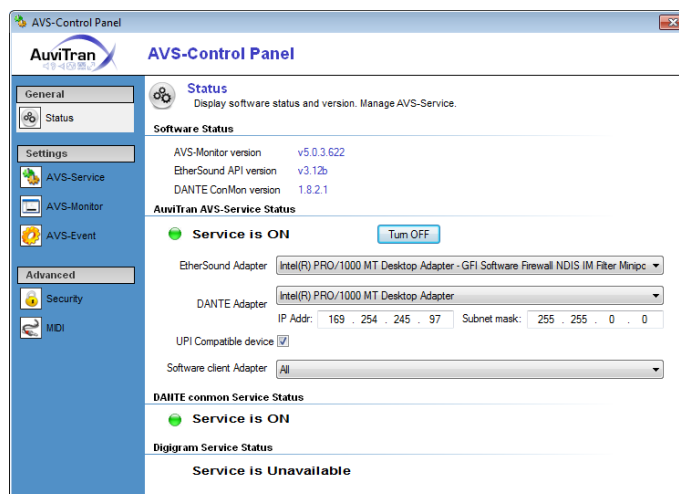 AVS-Control Panel
AuviTran
AVS-Control Panel
General
Status
Settings
AVS-Service
AVS-Monitor
AVS-Event
Advanced
Security
MIDI
Status
Display software status and version. Manage AVS-Service.
Software Status
AVS-Monitor version v5.0.3.622
EtherSound API version v3.12b
DANTE ConMon version 1.8.2.1
AuviTran AVS-Service Status
Service is ON Turn OFF
EtherSound Adapter Intel(R) PRO/1000 MT Desktop Adapter - GFI Software Firewall NDIS IM Filter Minipc
DANTE Adapter Intel(R) PRO/1000 MT Desktop Adapter
IP Addr: 169 . 254 . 245 . 97 Subnet mask: 255 . 255 . 0 . 0
UPI Compatible device
Software client Adapter All
DANTE conmon Service Status
Service is ON
Digigram Service Status
Service is Unavailable